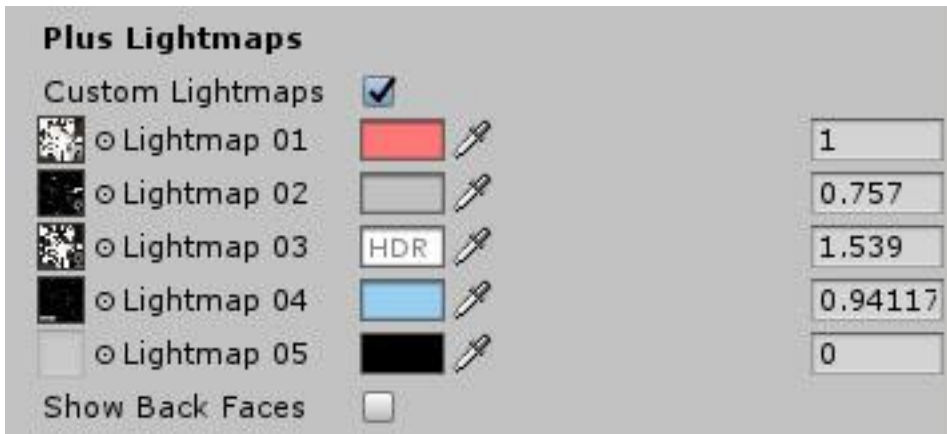 Plus Lightmaps
Custom Lightmaps
Lightmap 01 1
Lightmap 02 0.757
Lightmap 03 HDR 1.539
Lightmap 04 0.94117
Lightmap 05 0
Show Back Faces